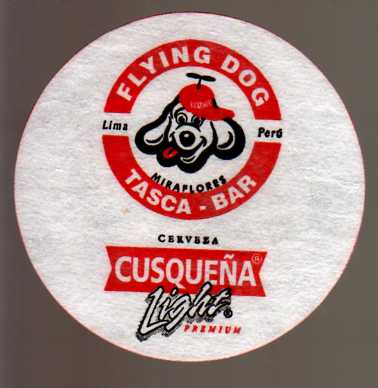 FLYING DOG
Lima Perú
MIRAFLORES
TASCA - BAR
CERVEZA
CUSQUEÑA®
Light®
PREMIUM